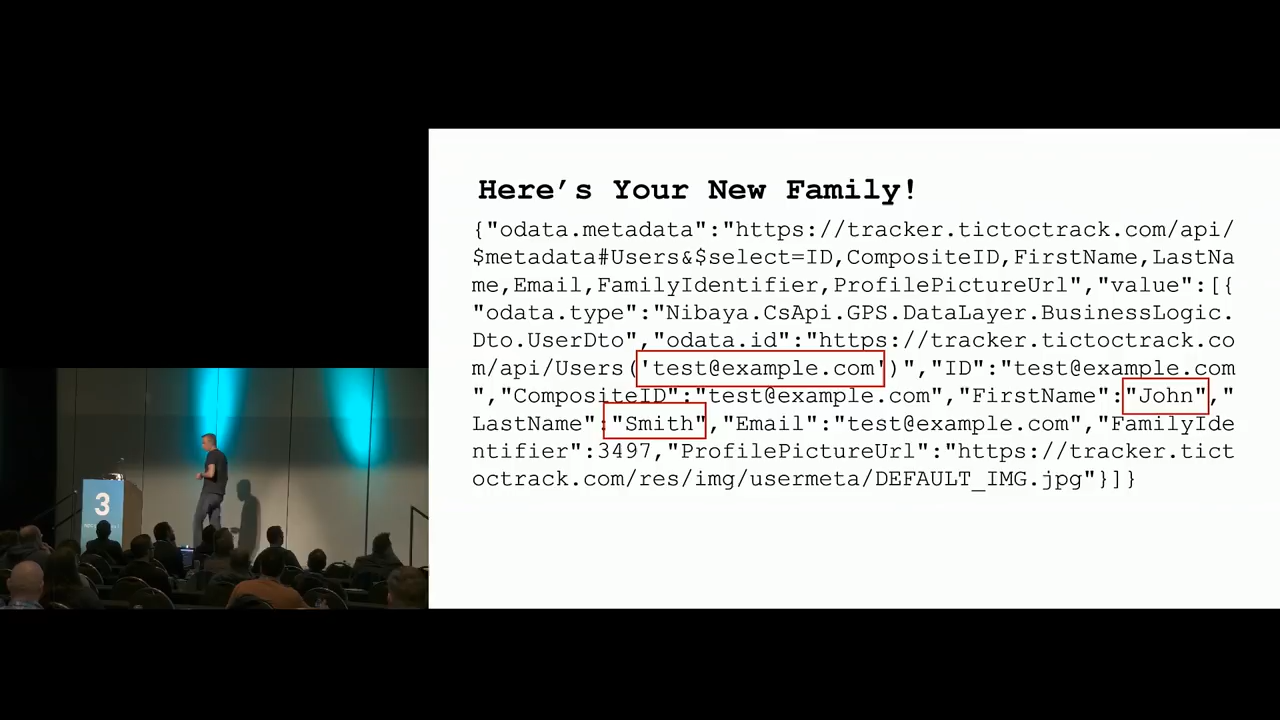 Here's Your New Family!
{"odata.metadata":"https://tracker.tictoctrack.com/api/
$metadata#Users&$select=ID,CompositeID,FirstName,LastNa
me,Email,FamilyIdentifier,ProfilePictureUrl","value":[{
"odata.type":"Nibaya.CsApi.GPS.DataLayer.BusinessLogic.
Dto.UserDto","odata.id":"https://tracker.tictoctrack.co
m/api/Users('test@example.com')","ID":"test@example.com
","CompositeID":"test@example.com","FirstName":"John","
LastName":"Smith","Email":"test@example.com","FamilyIde
ntifier":3497,"ProfilePictureUrl":"https://tracker.tict
octrack.com/res/img/usermeta/DEFAULT_IMG.jpg"}]}
3